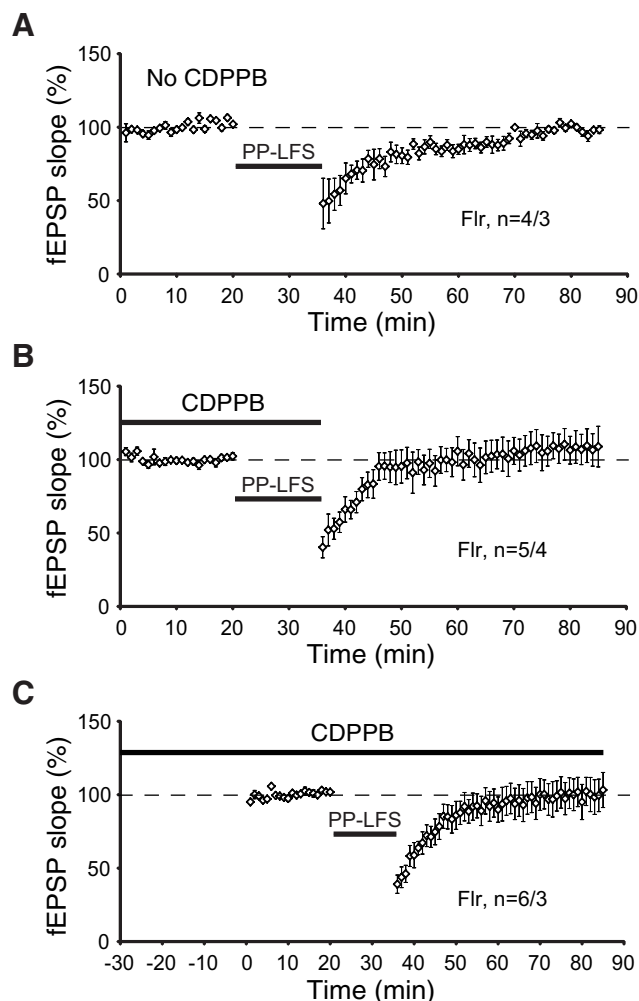 A
fEPSP slope (%)
150
100
50
0
No CDPPB
PP-LFS
Flr, n=4/3
0 10 20 30 40 50 60 70 80 90
Time (min)
B
fEPSP slope (%)
150
100
50
0
CDPPB
PP-LFS
Flr, n=5/4
0 10 20 30 40 50 60 70 80 90
Time (min)
C
fEPSP slope (%)
150
100
50
0
CDPPB
PP-LFS
Flr, n=6/3
-30 -20 -10 0 10 20 30 40 50 60 70 80 90
Time (min)